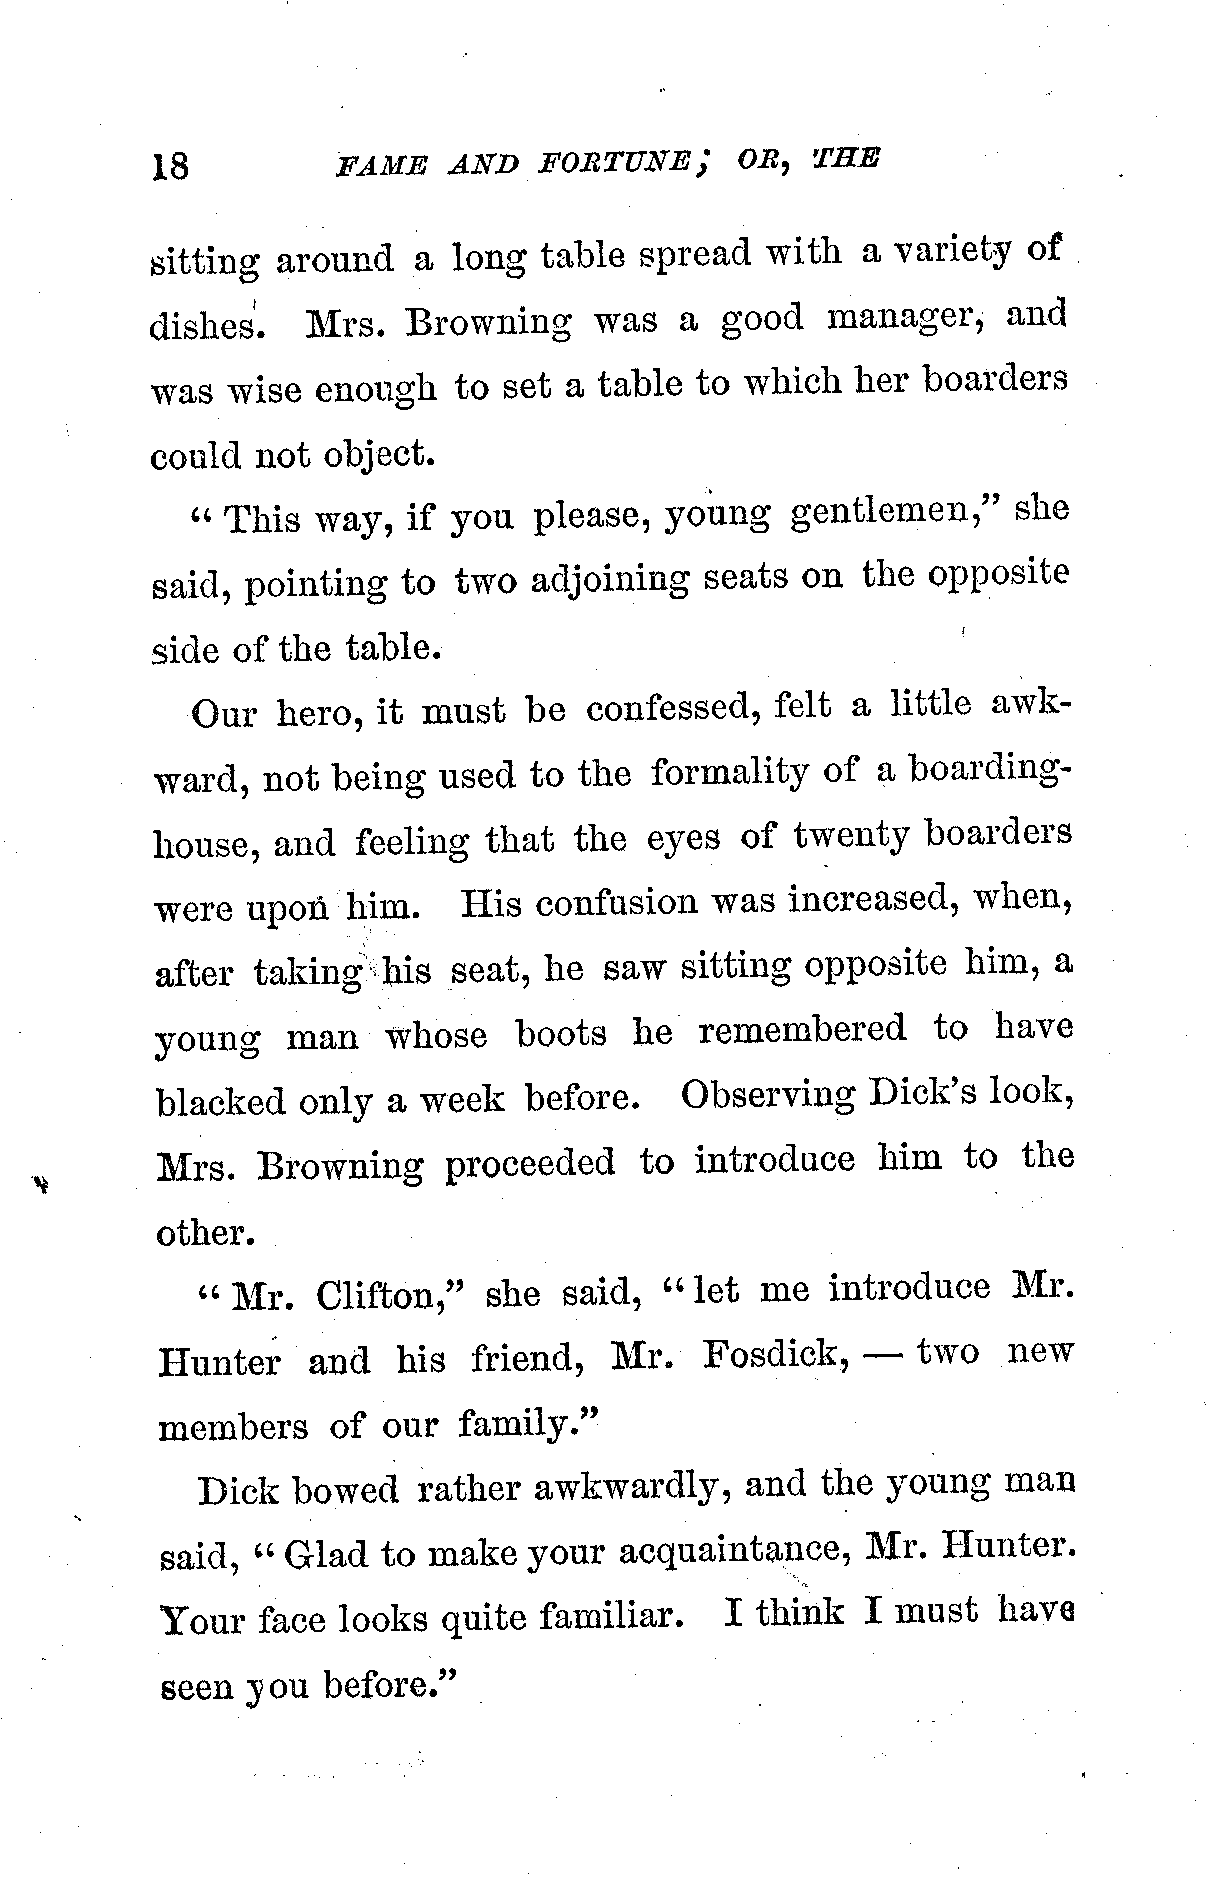 18 FAME AND FORTUNE; OR, THE
sitting around a long table spread with a variety of
dishes. Mrs. Browning was a good manager, and
was wise enough to set a table to which her boarders
could not object.
“ This way, if you please, young gentlemen,” she
said, pointing to two adjoining seats on the opposite
side of the table.
Our hero, it must be confessed, felt a little awk-
ward, not being used to the formality of a boarding-
house, and feeling that the eyes of twenty boarders
were upon him. His confusion was increased, when,
after taking his seat, he saw sitting opposite him, a
young man whose boots he remembered to have
blacked only a week before. Observing Dick’s look,
Mrs. Browning proceeded to introduce him to the
other.
“ Mr. Clifton,” she said, “ let me introduce Mr.
Hunter and his friend, Mr. Fosdick, — two new
members of our family.”
Dick bowed rather awkwardly, and the young man
said, “ Glad to make your acquaintance, Mr. Hunter.
Your face looks quite familiar. I think I must have
seen you before.”